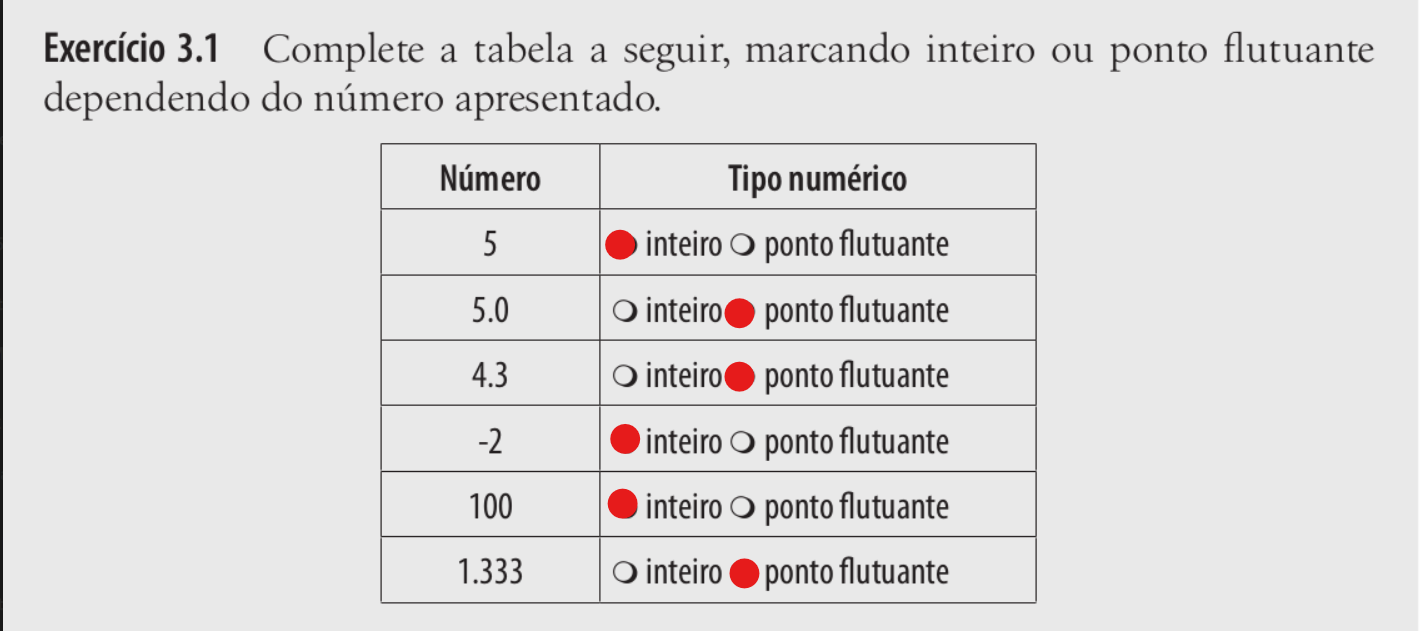 Exercício 3.1 Complete a tabela a seguir, marcando inteiro ou ponto flutuante
dependendo do número apresentado.
Número Tipo numérico
5 inteiro ponto flutuante
5.0 inteiro ponto flutuante
4.3 inteiro ponto flutuante
-2 inteiro ponto flutuante
100 inteiro ponto flutuante
1.333 inteiro ponto flutuante